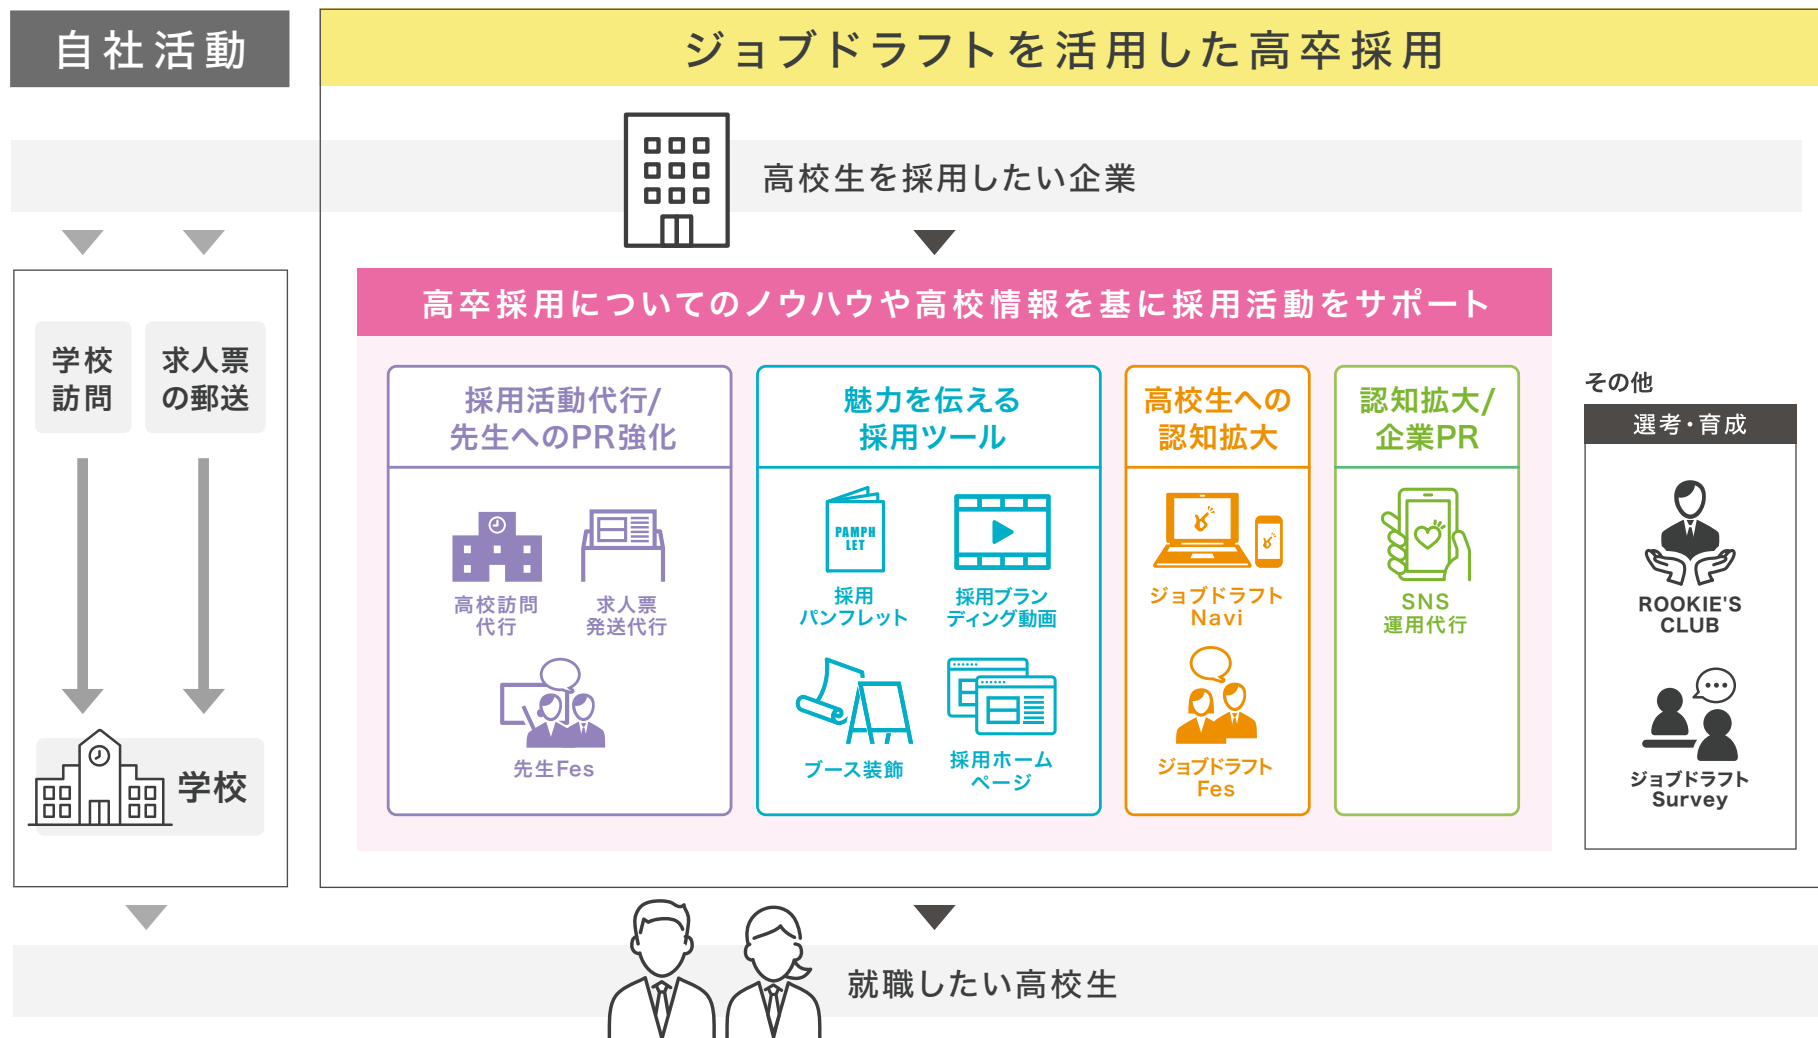 自社活動
ジョブドラフトを活用した高卒採用
高校生を採用したい企業
学校
訪問
求人票
の郵送
学校
高卒採用についてのノウハウや高校情報を基に採用活動をサポート
採用活動代行/
先生へのPR強化
高校訪問
代行
求人票
発送代行
先生Fes
魅力を伝える
採用ツール
PAMPH
LET
採用
パンフレット
採用ブラン
ディング動画
ブース装飾
採用ホーム
ページ
高校生への
認知拡大
ジョブドラフト
Navi
ジョブドラフト
Fes
認知拡大/
企業PR
SNS
運用代行
その他
選考・育成
ROOKIE'S
CLUB
ジョブドラフト
Survey
就職したい高校生